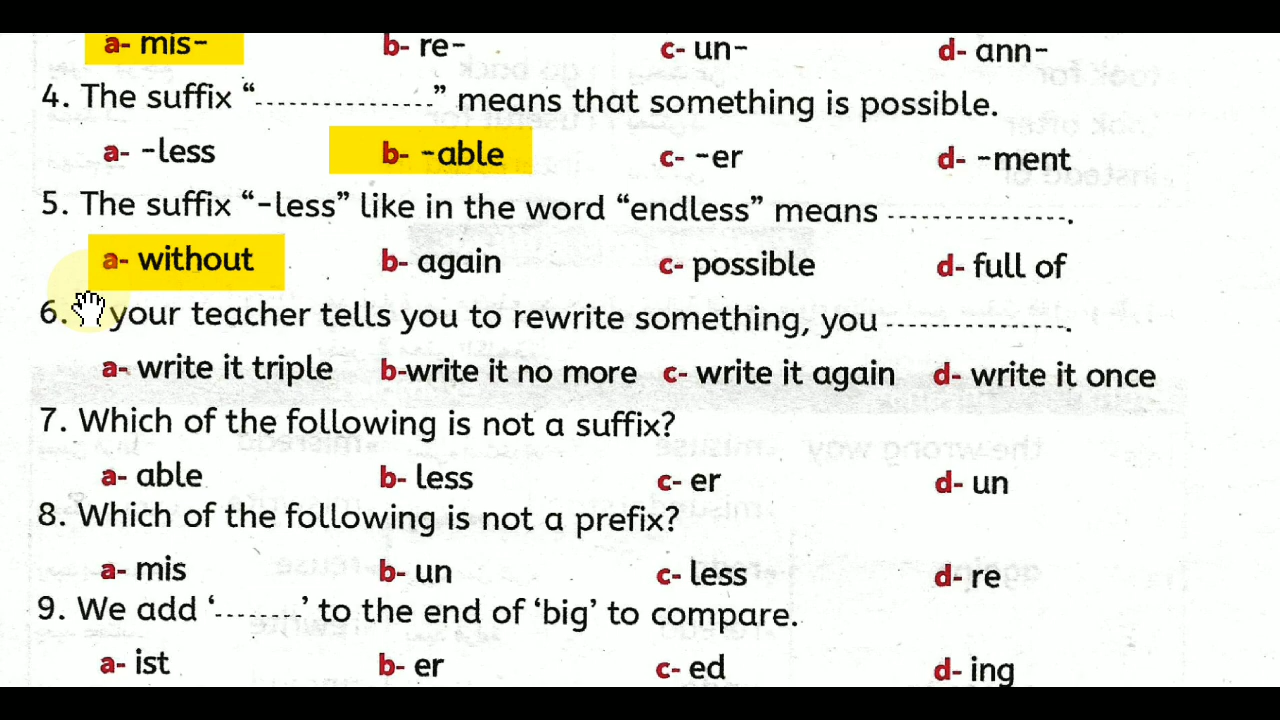 a- mis- b- re- c- un- d- ann-
4. The suffix “................” means that something is possible.
a- -less b- -able c- -er d- -ment
5. The suffix “-less” like in the word “endless” means ................
a- without b- again c- possible d- full of
6. your teacher tells you to rewrite something, you ................
a- write it triple b-write it no more c- write it again d- write it once
7. Which of the following is not a suffix?
a- able b- less c- er d- un
8. Which of the following is not a prefix?
a- mis b- un c- less d- re
9. We add ‘........’ to the end of ‘big’ to compare.
a- ist b- er c- ed d- ing